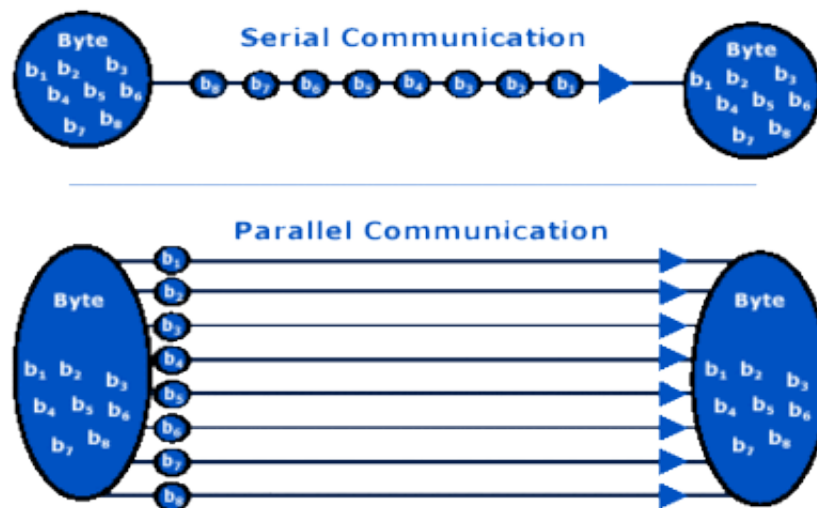 Serial Communication
Byte
b₁ b₂ b₃
b₄ b₅ b₆
b₇ b₈
b₈ b₇ b₆ b₅ b₄ b₃ b₂ b₁
Byte
b₁ b₂ b₃
b₄ b₅ b₆
b₇ b₈
Parallel Communication
Byte
b₁ b₂ b₃
b₄ b₅ b₆
b₇ b₈
b₁
b₂
b₃
b₄
b₅
b₆
b₇
b₈
Byte
b₁ b₂ b₃
b₄ b₅ b₆
b₇ b₈